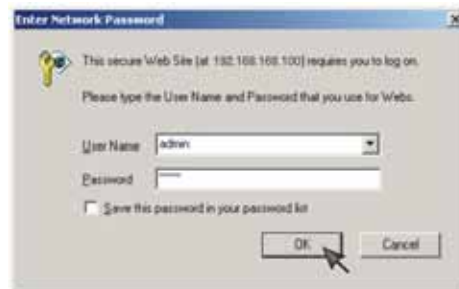 Enter Network Password
This secure Web Site (at 192.168.168.100) requires you to log on.
Please type the User Name and Password that you use for Webs.
User Name admin
Password *****
Save this password in your password list
OK Cancel